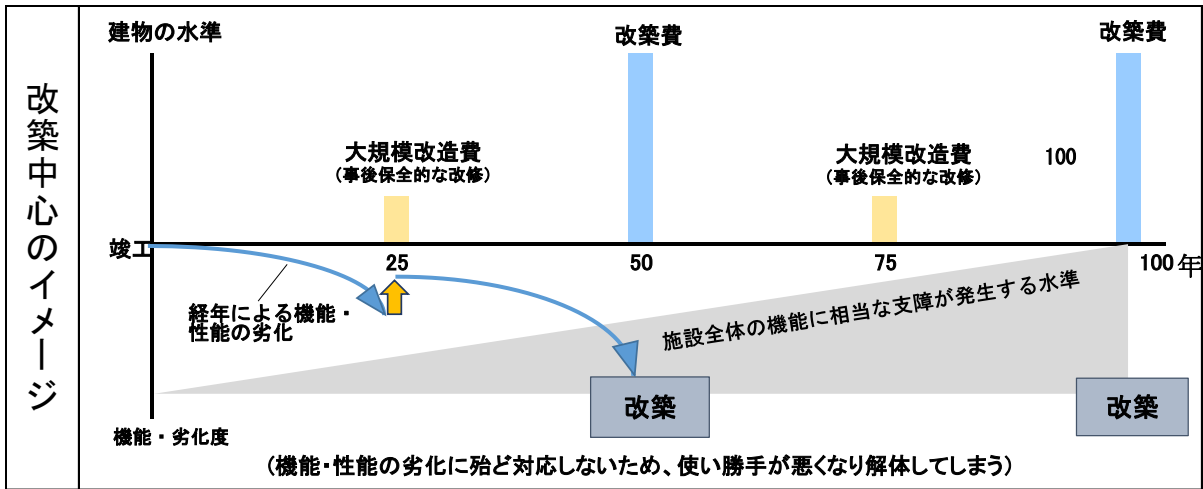 改築中心のイメージ
建物の水準
改築費
改築費
大規模改造費
（事後保全的な改修）
大規模改造費
（事後保全的な改修）
100
竣工
25
50
75
100
年
経年による機能・
性能の劣化
施設全体の機能に相当な支障が発生する水準
改築
改築
機能・劣化度
（機能・性能の劣化に殆ど対応しないため、使い勝手が悪くなり解体してしまう）